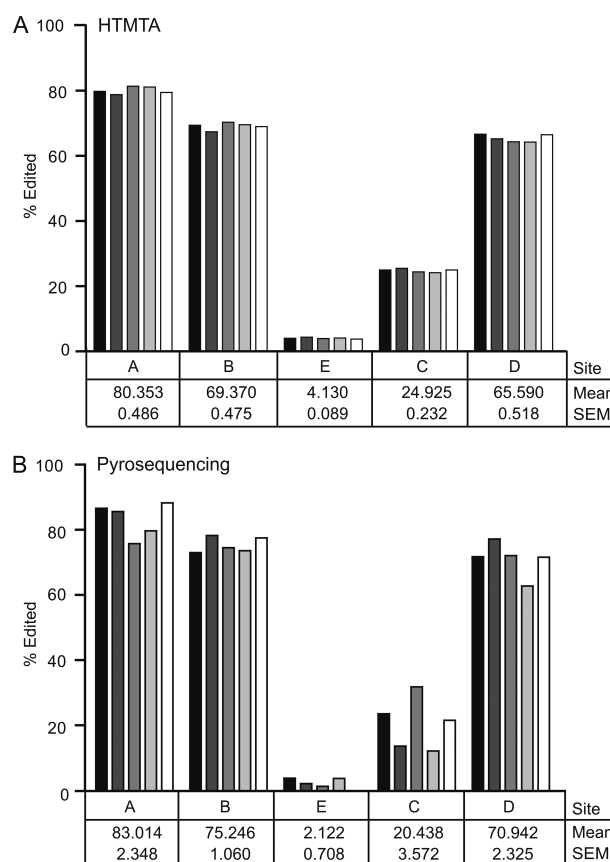 A HTMTA
100
80
60
40
20
0
% Edited
A B E C D Site
80.353 69.370 4.130 24.925 65.590 Mean
0.486 0.475 0.089 0.232 0.518 SEM
B Pyrosequencing
100
80
60
40
20
0
% Edited
A B E C D Site
83.014 75.246 2.122 20.438 70.942 Mean
2.348 1.060 0.708 3.572 2.325 SEM